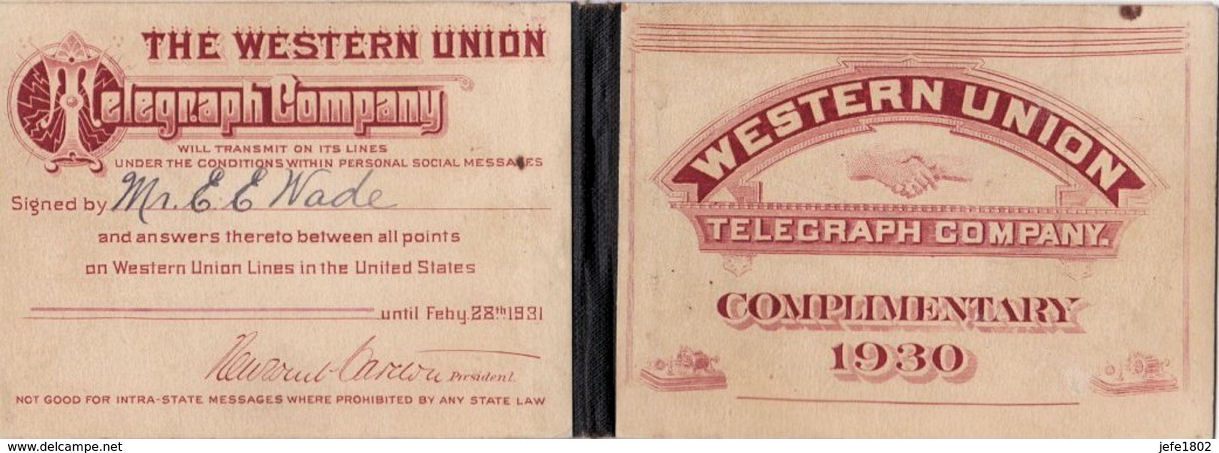 THE WESTERN UNION
Telegraph Company
WILL TRANSMIT ON ITS LINES
UNDER THE CONDITIONS WITHIN PERSONAL SOCIAL MESSAGES
Signed by Mr. E. E Wade
and answers thereto between all points
on Western Union Lines in the United States
until Feby. 28th 1931
Newcomb Carlton President.
NOT GOOD FOR INTRA-STATE MESSAGES WHERE PROHIBITED BY ANY STATE LAW
WESTERN UNION
TELEGRAPH COMPANY.
COMPLIMENTARY
1930
www.delcampe.net
jefe1802